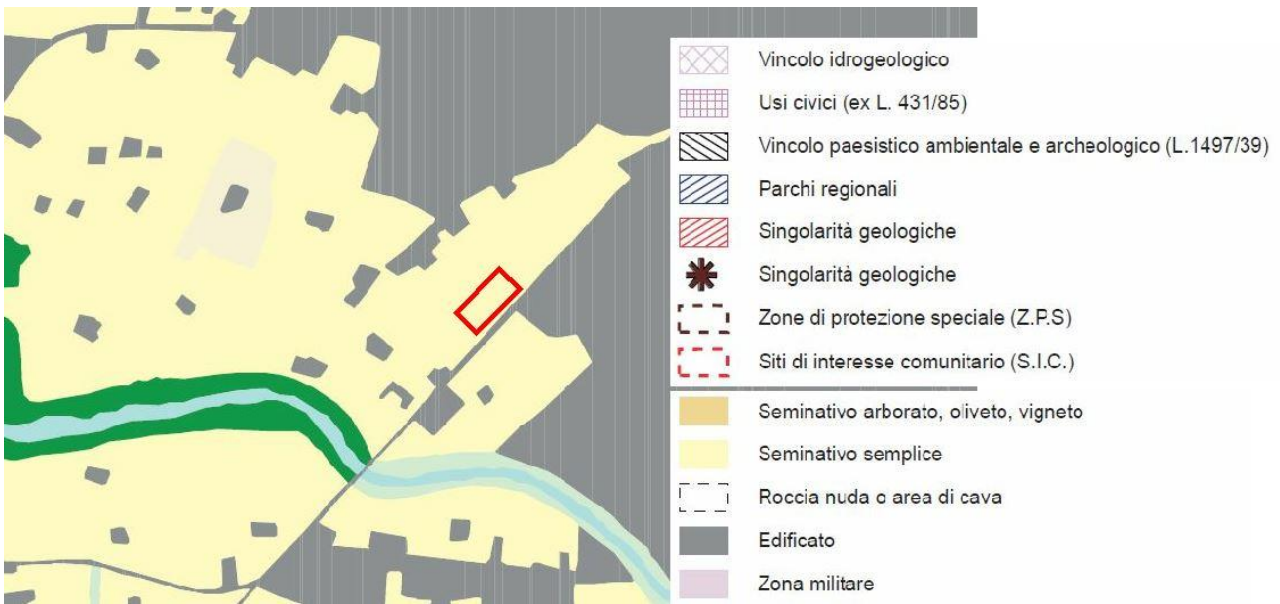 Vincolo idrogeologico
Usi civici (ex L. 431/85)
Vincolo paesistico ambientale e archeologico (L.1497/39)
Parchi regionali
Singolarità geologiche
Singolarità geologiche
Zone di protezione speciale (Z.P.S)
Siti di interesse comunitario (S.I.C.)
Seminativo arborato, oliveto, vigneto
Seminativo semplice
Roccia nuda o area di cava
Edificato
Zona militare